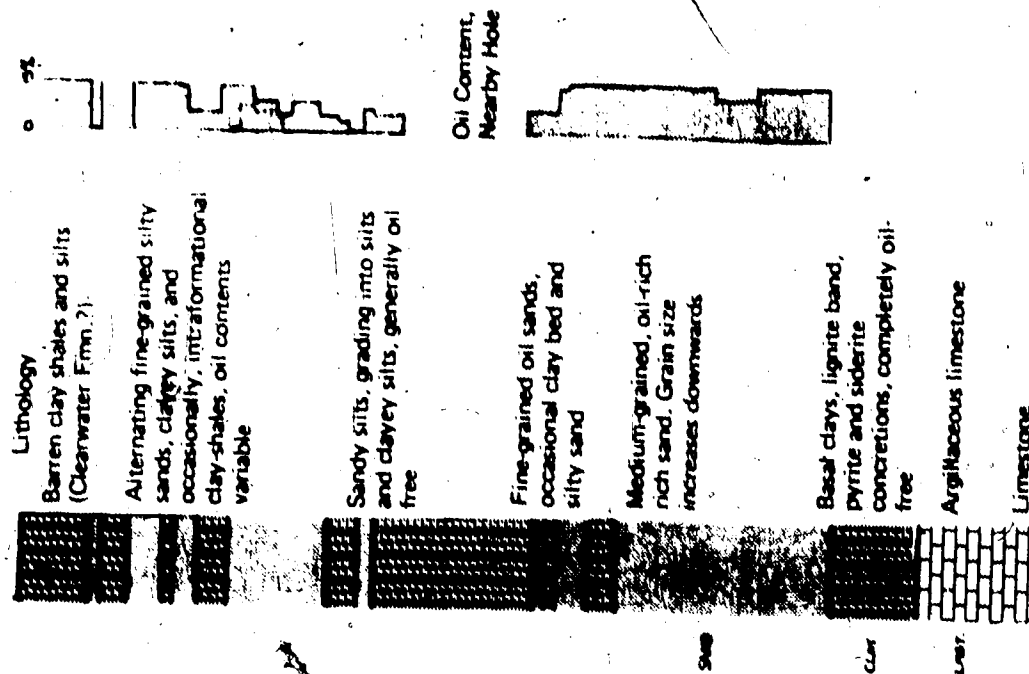 Lithology
Barren clay shales and silts
(Clearwater Fmn.?).
Alternating fine-grained silty
sands, clayey silts, and
occasionally, intraformational
clay-shales, oil contents
variable
Sandy silts, grading into silts
and clayey silts, generally oil
free
Fine-grained oil sands,
occasional clay bed and
silty sand
Medium-grained, oil-rich
rich sand. Grain size
increases downwards
Basal clays, lignite band,
pyrite and siderite
concretions, completely oil-
free
Argillaceous limestone
Limestone
0 9%
Oil Content,
Nearby Hole
SAND
CLAY